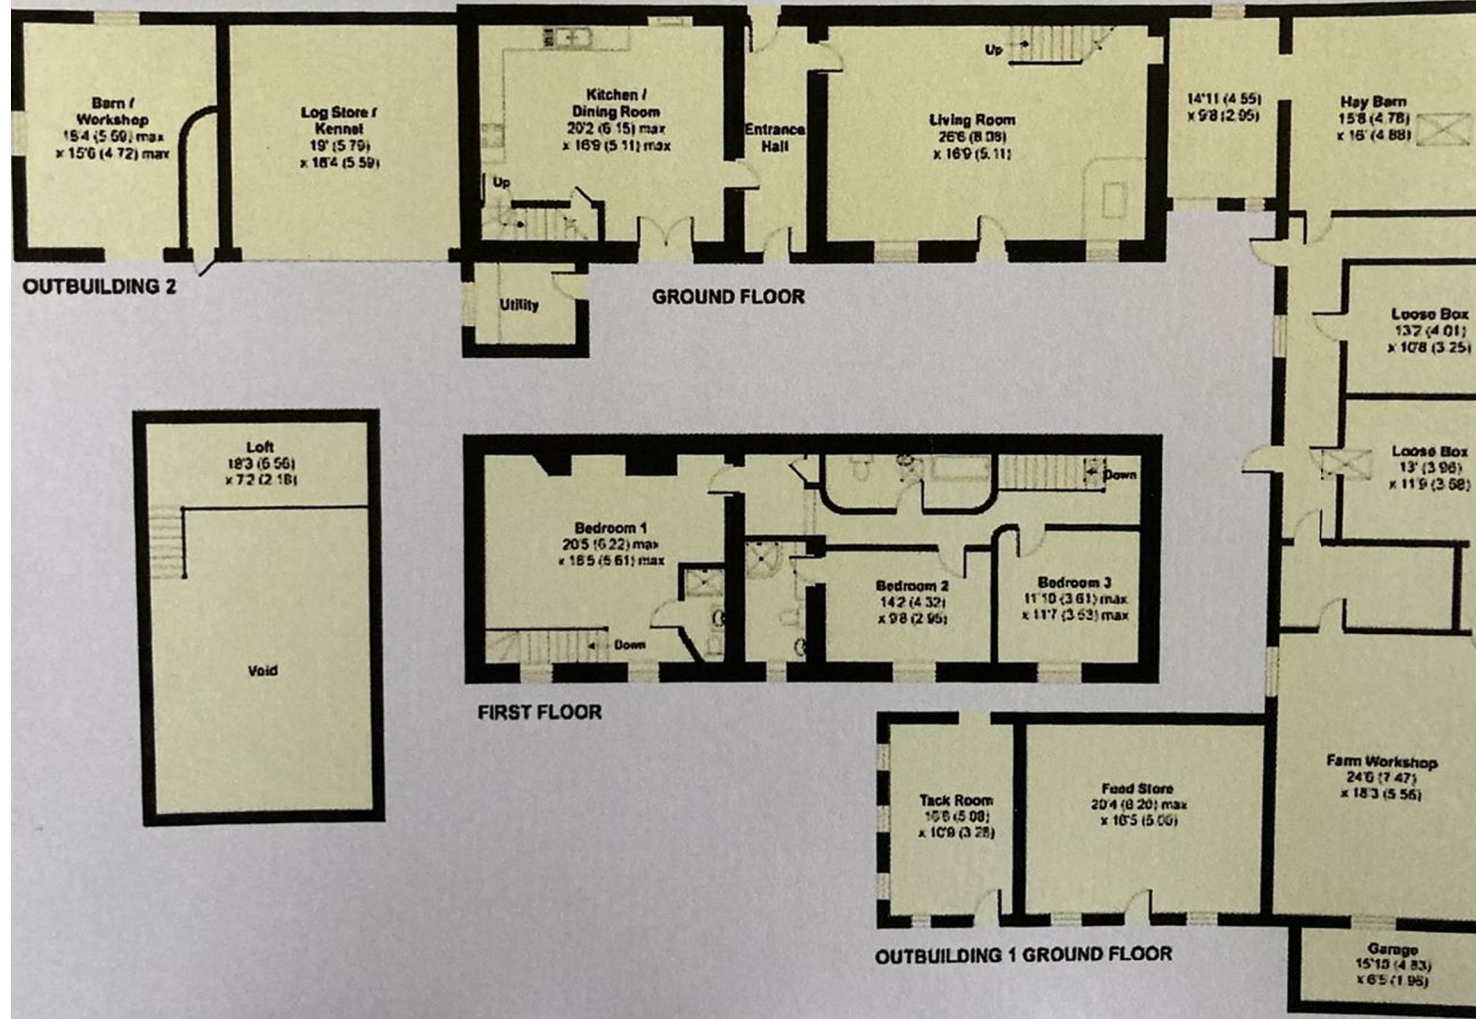 Barn /
Workshop
18'4 (5.59) max
x 15'6 (4.72) max
Log Store /
Kennel
19' (5.79)
x 18'4 (5.59)
Kitchen /
Dining Room
20'2 (6.15) max
x 16'9 (5.11) max
Up
Entrance
Hall
Up
Living Room
26'6 (8.08)
x 16'9 (5.11)
14'11 (4.55)
x 9'8 (2.95)
Hay Barn
15'8 (4.78)
x 16' (4.88)
OUTBUILDING 2
Utility
GROUND FLOOR
Loose Box
13'2 (4.01)
x 10'8 (3.25)
Loose Box
13' (3.96)
x 11'9 (3.58)
Loft
x 7'2 (2.18)
Void
Bedroom 1
20'5 (6.22) max
x 18'5 (5.61) max
Down
Down
Bedroom 2
14'2 (4.32)
x 9'8 (2.95)
Bedroom 3
11'10 (3.61) max
x 11'7 (3.53) max
FIRST FLOOR
Tack Room
16'8 (5.08)
x 10'9 (3.28)
Feed Store
20'4 (6.20) max
x 16'5 (5.00)
Farm Workshop
24'6 (7.47)
x 18'3 (5.56)
OUTBUILDING 1 GROUND FLOOR
Garage
15'10 (4.83)
x 6'5 (1.96)